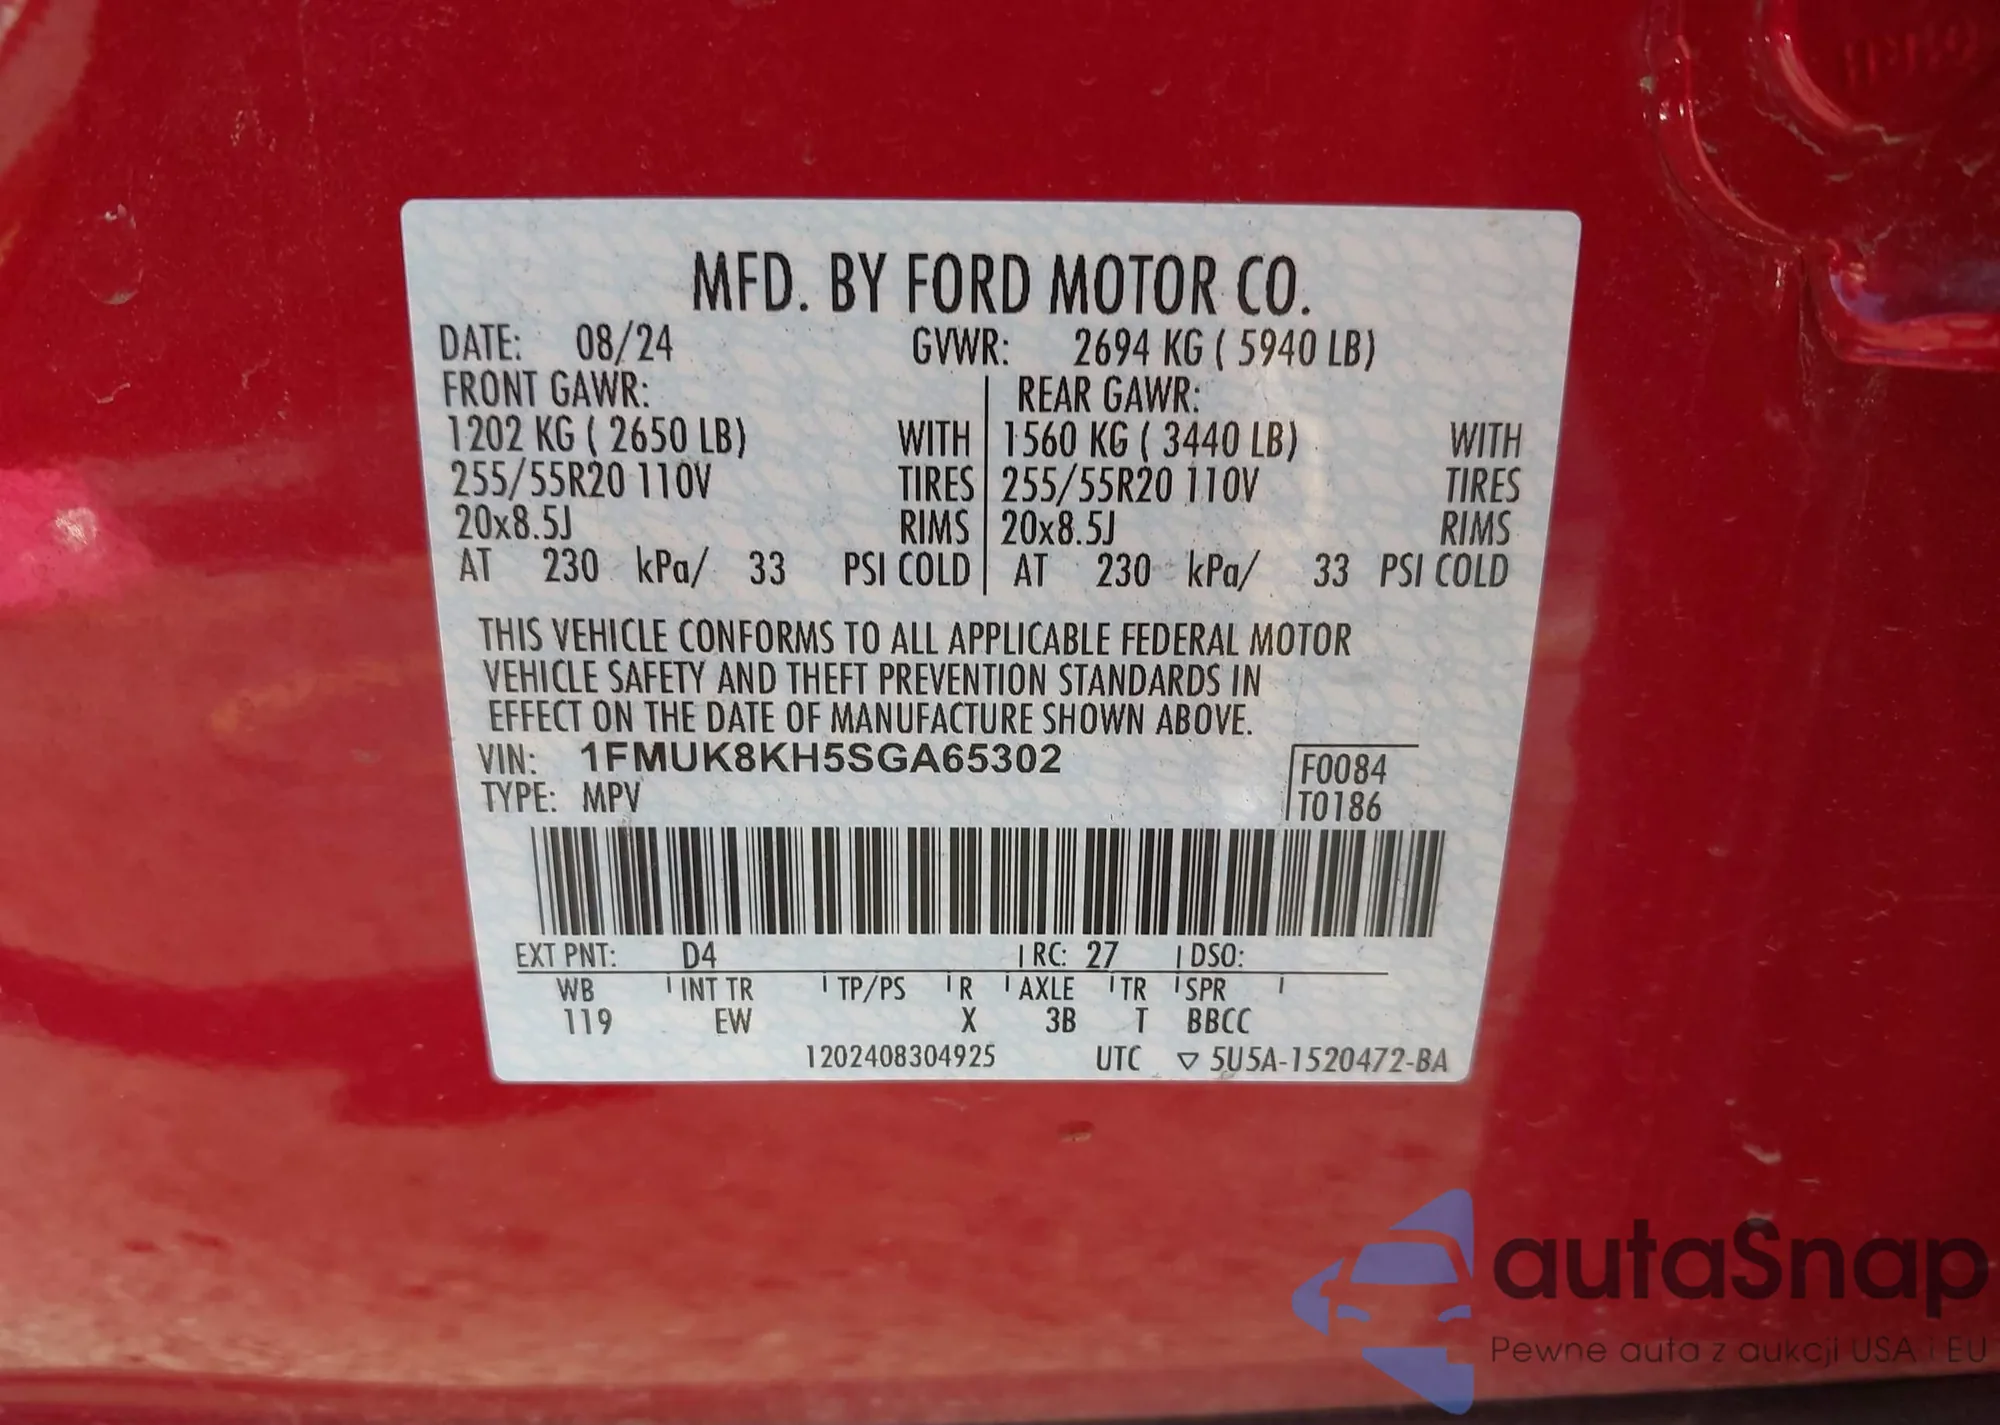 MFD. BY FORD MOTOR CO.
DATE: 08/24 GVWR: 2694 KG ( 5940 LB)
FRONT GAWR: REAR GAWR:
1202 KG ( 2650 LB) WITH 1560 KG ( 3440 LB) WITH
255/55R20 110V TIRES 255/55R20 110V TIRES
20x8.5J RIMS 20x8.5J RIMS
AT 230 kPa/ 33 PSI COLD AT 230 kPa/ 33 PSI COLD
THIS VEHICLE CONFORMS TO ALL APPLICABLE FEDERAL MOTOR
VEHICLE SAFETY AND THEFT PREVENTION STANDARDS IN
EFFECT ON THE DATE OF MANUFACTURE SHOWN ABOVE.
VIN: 1FMUK8KH5SGA65302 F0084
TYPE: MPV T0186
EXT PNT: D4 RC: 27 DSO:
WB INT TR TP/PS R AXLE TR SPR
119 EW X 3B T BBCC
1202408304925 UTC ▽ 5U5A-1520472-BA
autaSnap
Pewne auta z aukcji USA i EU